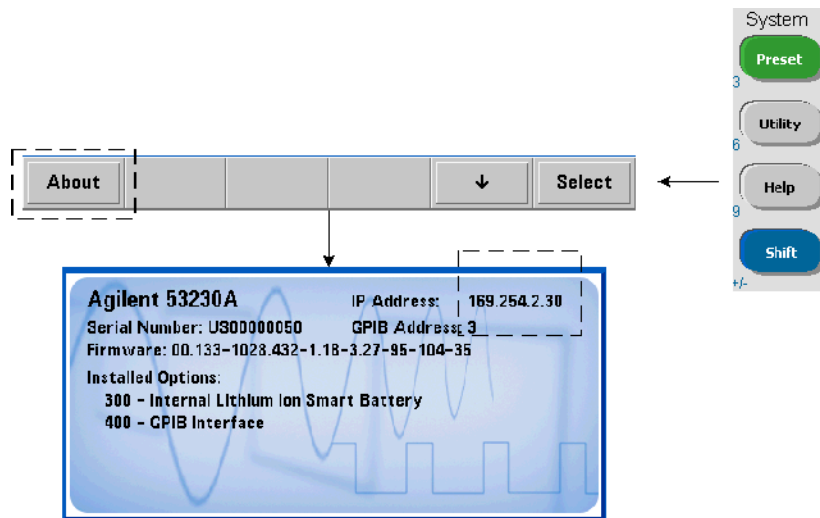 System
Preset
3
Utility
6
Help
9
Shift
+/-
About
↓
Select
Agilent 53230A
IP Address: 169.254.2.30
Serial Number: US00000050
GPIB Address: 3
Firmware: 00.133-1028.432-1.18-3.27-95-104-35
Installed Options:
300 - Internal Lithium Ion Smart Battery
400 - GPIB Interface